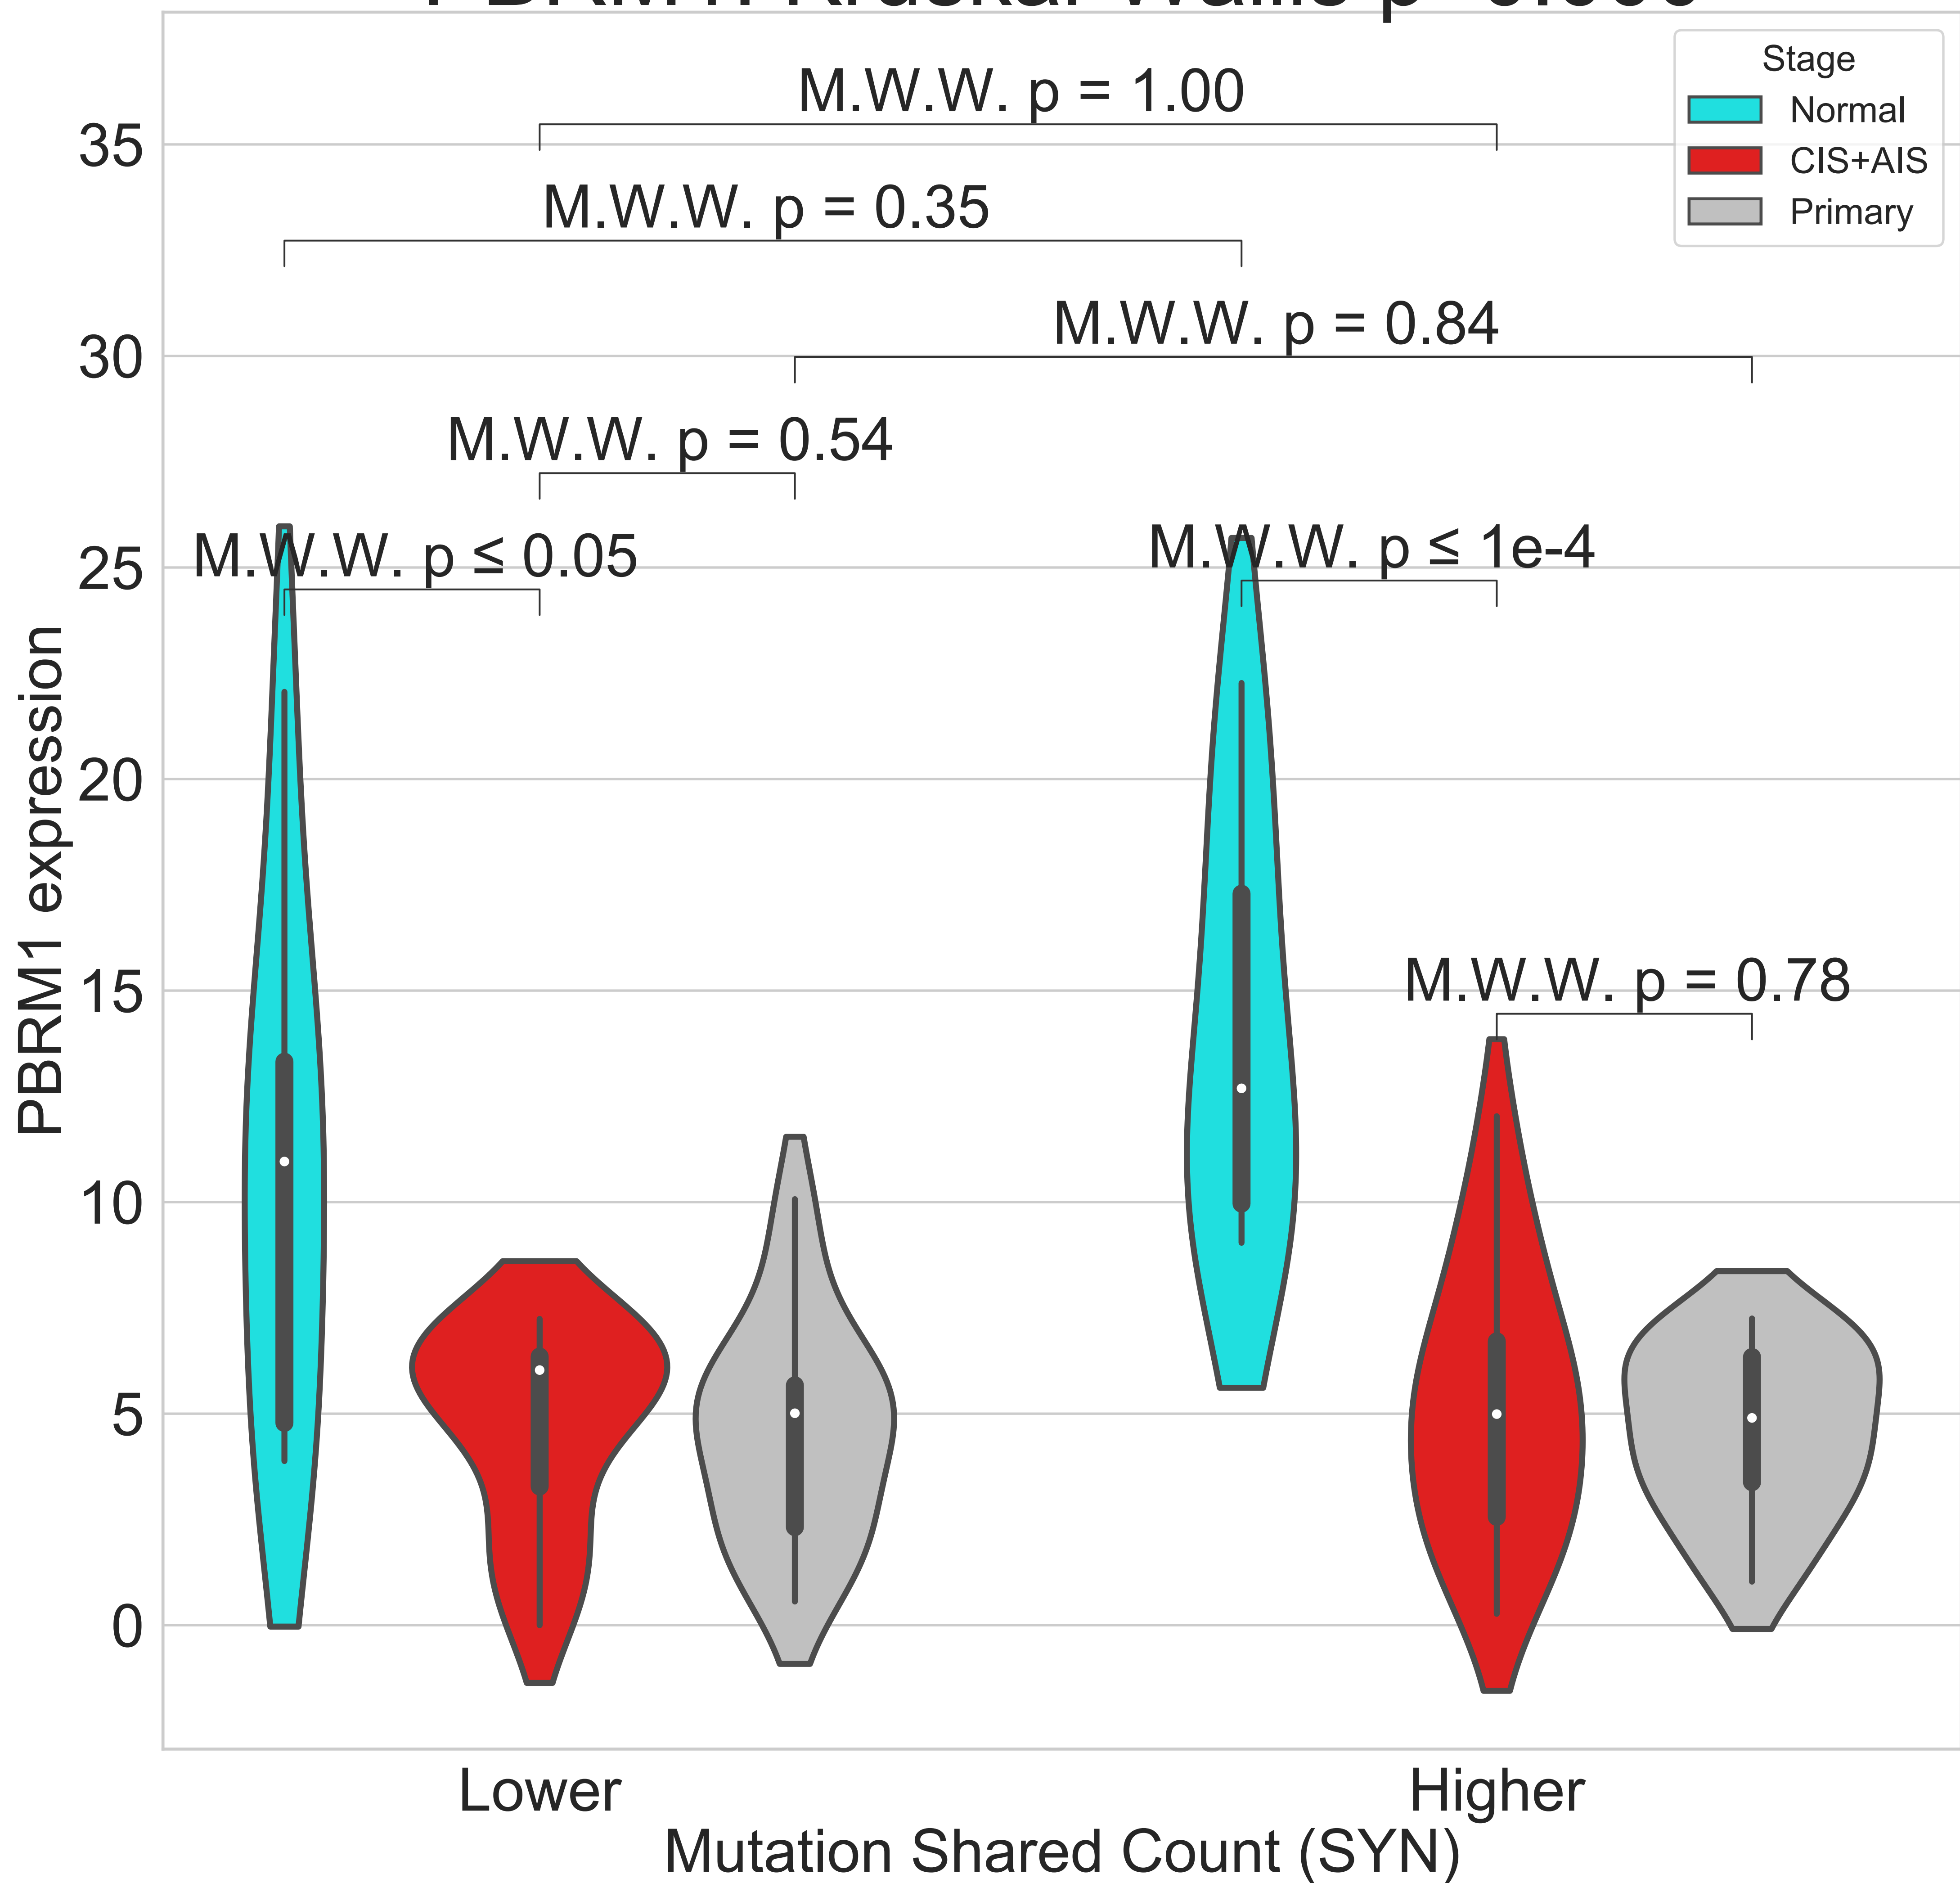 Stage
Normal
CIS+AIS
Primary
M.W.W. p = 1.00
M.W.W. p = 0.35
M.W.W. p = 0.84
M.W.W. p = 0.54
M.W.W. p ≤ 0.05
M.W.W. p ≤ 1e-4
M.W.W. p = 0.78
PBRM1 expression
35
30
25
20
15
10
5
0
Lower
Higher
Mutation Shared Count (SYN)